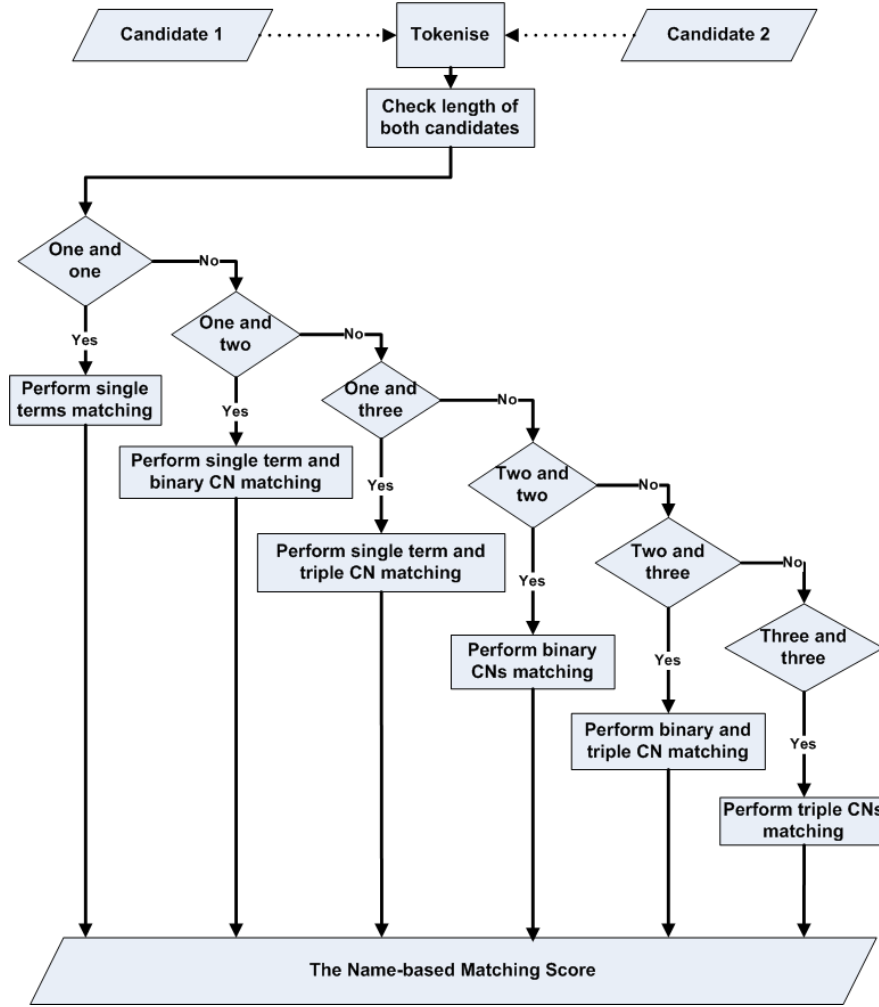 Candidate 1
Tokenise
Candidate 2
Check length of
both candidates
One and
one
No
Yes
One and
two
No
Perform single
terms matching
Yes
One and
three
No
Perform single term and
binary CN matching
Yes
Two and
two
No
Perform single term and
triple CN matching
Yes
Two and
three
No
Perform binary
CNs matching
Yes
Three and
three
Perform binary and
triple CN matching
Yes
Perform triple CNs
matching
The Name-based Matching Score